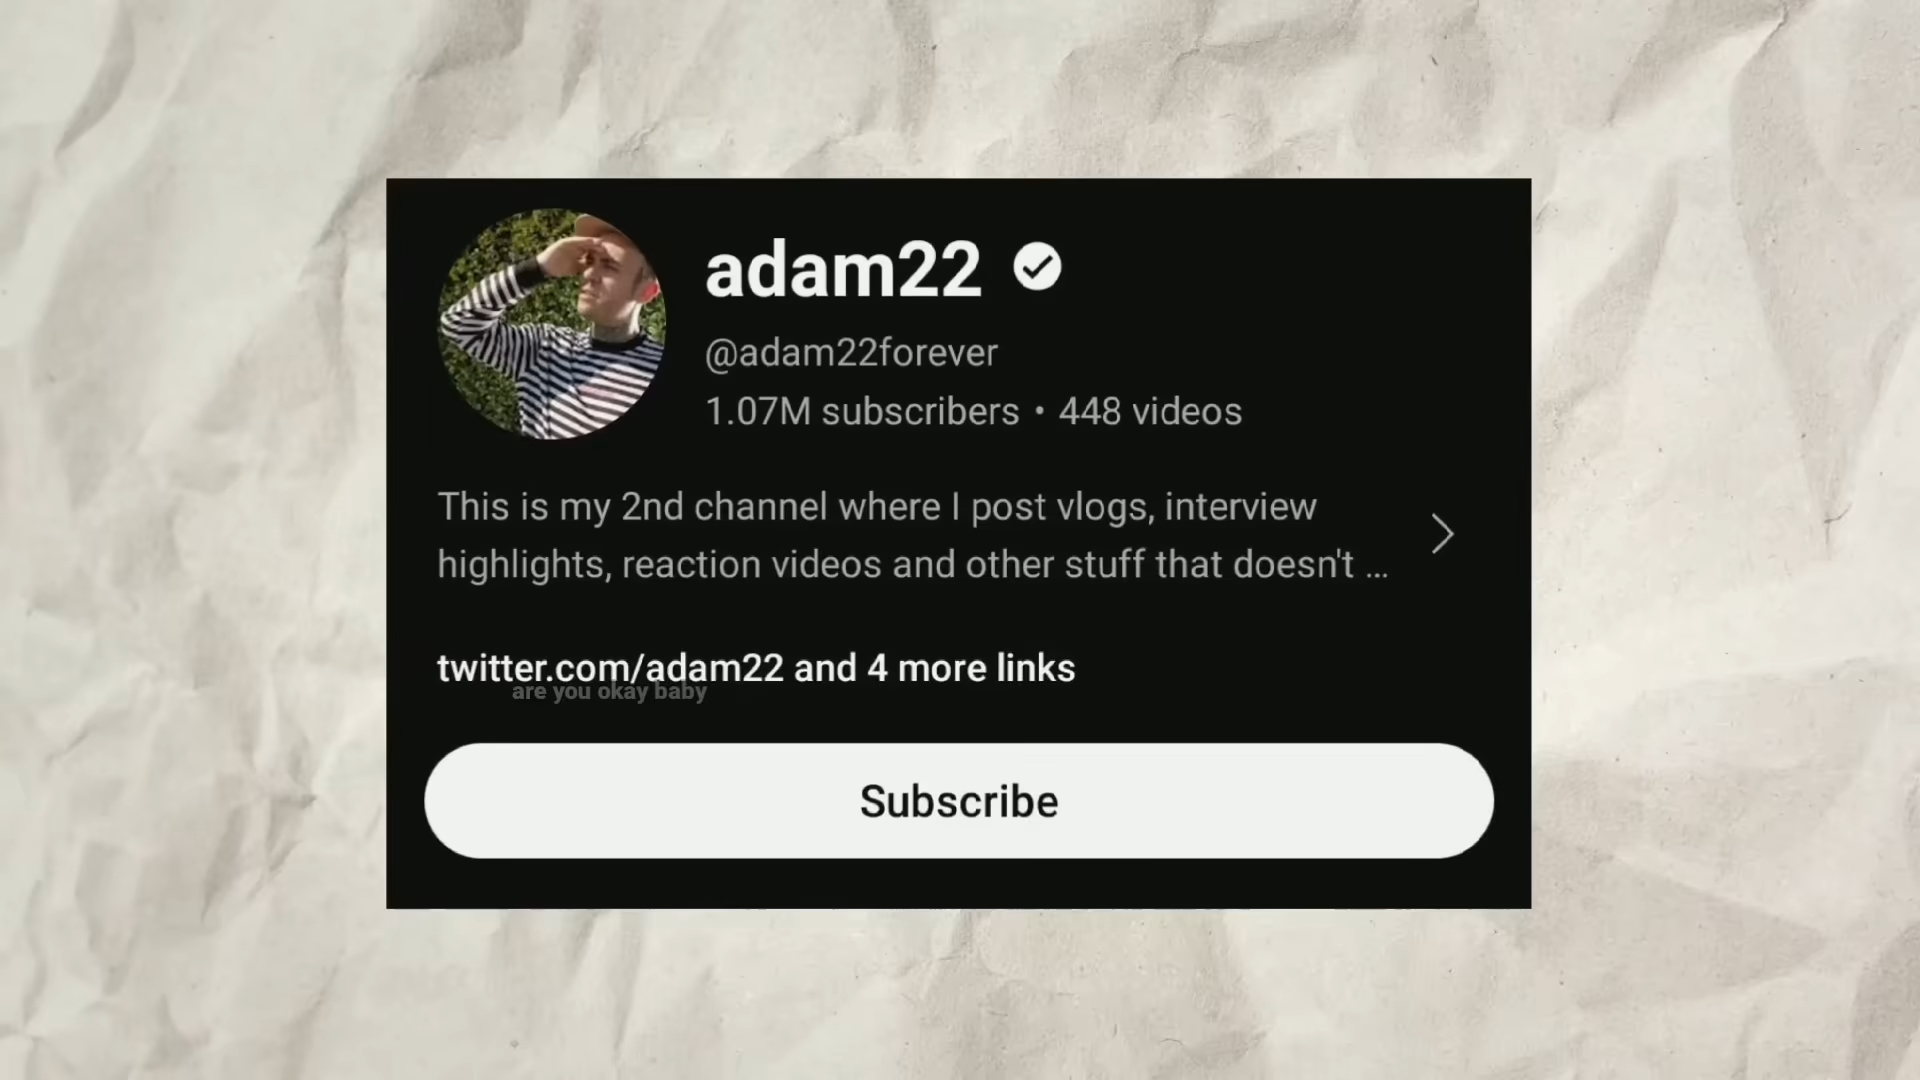 adam22
@adam22forever
1.07M subscribers • 448 videos
This is my 2nd channel where I post vlogs, interview
highlights, reaction videos and other stuff that doesn't ...
twitter.com/adam22 and 4 more links
are you okay baby
Subscribe